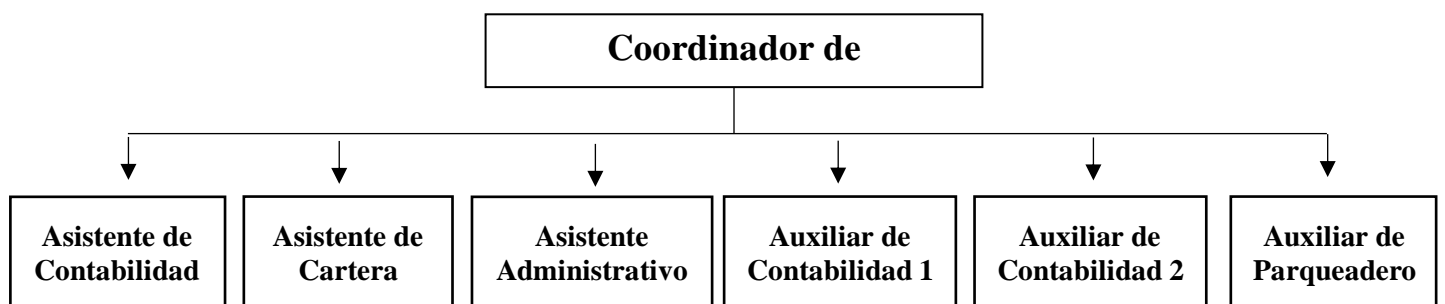 Coordinador de
Asistente de
Contabilidad
Asistente de
Cartera
Asistente
Administrativo
Auxiliar de
Contabilidad 1
Auxiliar de
Contabilidad 2
Auxiliar de
Parqueadero